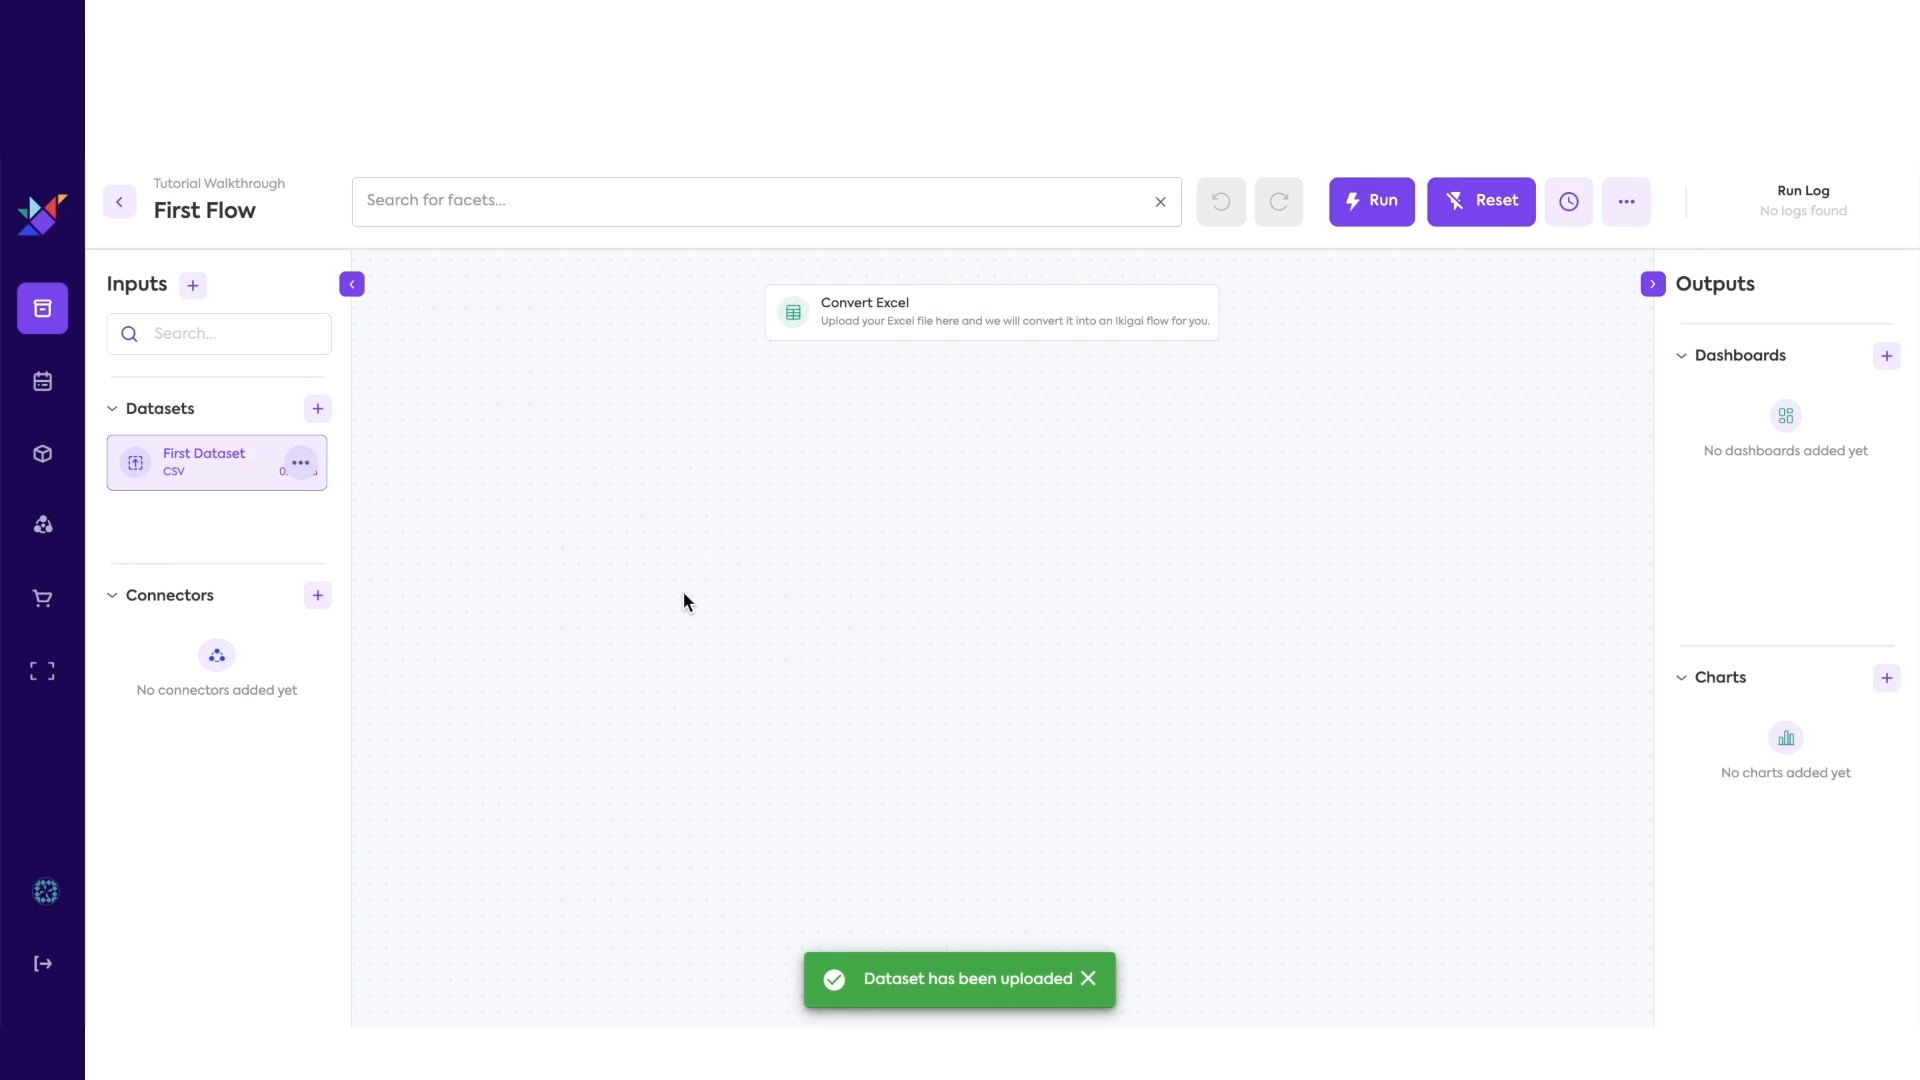 Tutorial Walkthrough
First Flow
Search for facets...
Run
Reset
Run Log
No logs found
Inputs
Search...
Datasets
First Dataset
CSV
0.
Connectors
No connectors added yet
Convert Excel
Upload your Excel file here and we will convert it into an Ikigai flow for you.
Outputs
Dashboards
No dashboards added yet
Charts
No charts added yet
Dataset has been uploaded